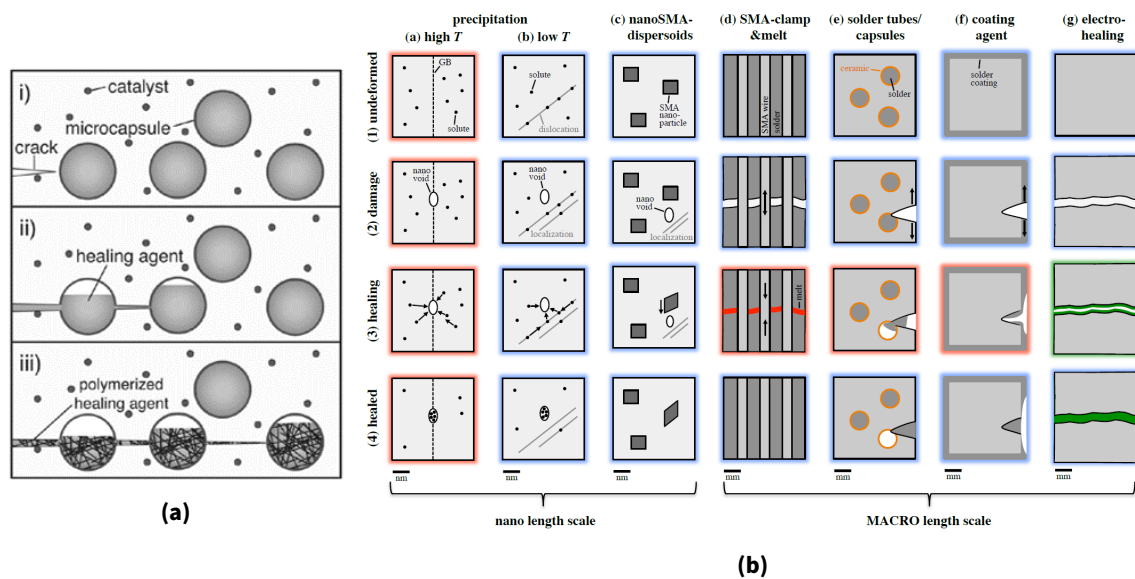 i)
catalyst
microcapsule
crack
ii)
healing agent
iii)
polymerized
healing agent
(a)
precipitation
(a) high T
(b) low T
(c) nanoSMA-
dispersoids
(d) SMA-clamp
&melt
(e) solder tubes/
capsules
(f) coating
agent
(g) electro-
healing
(1) undeformed
GB
solute
solute
dislocation
SMA
nano-
particle
SMA wire
solder
ceramic
solder
solder
coating
(2) damage
nano
void
nano
void
localization
nano
void
localization
(3) healing
melt
(4) healed
nm
nm
nm
mm
mm
mm
mm
nano length scale
MACRO length scale
(b)